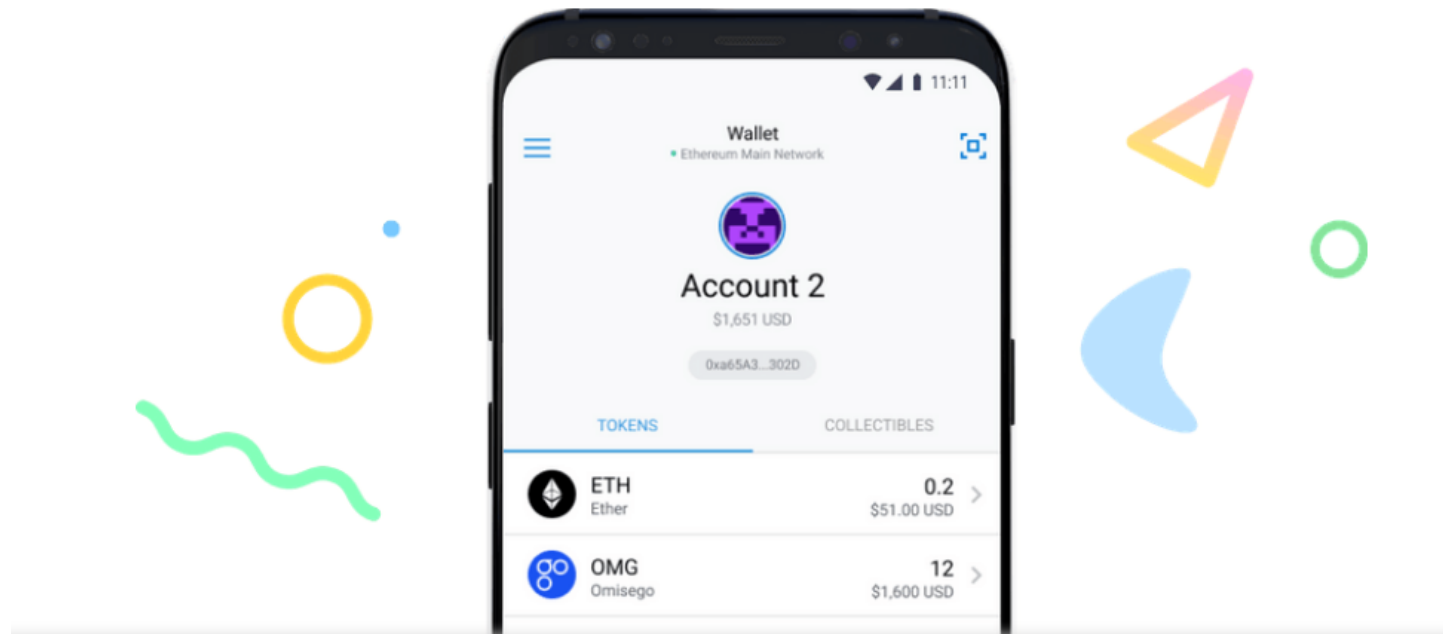 11:11
Wallet
Ethereum Main Network
Account 2
$1,651 USD
0xa65A3...302D
TOKENS COLLECTIBLES
ETH 0.2
Ether $51.00 USD
OMG 12
Omisego $1,600 USD